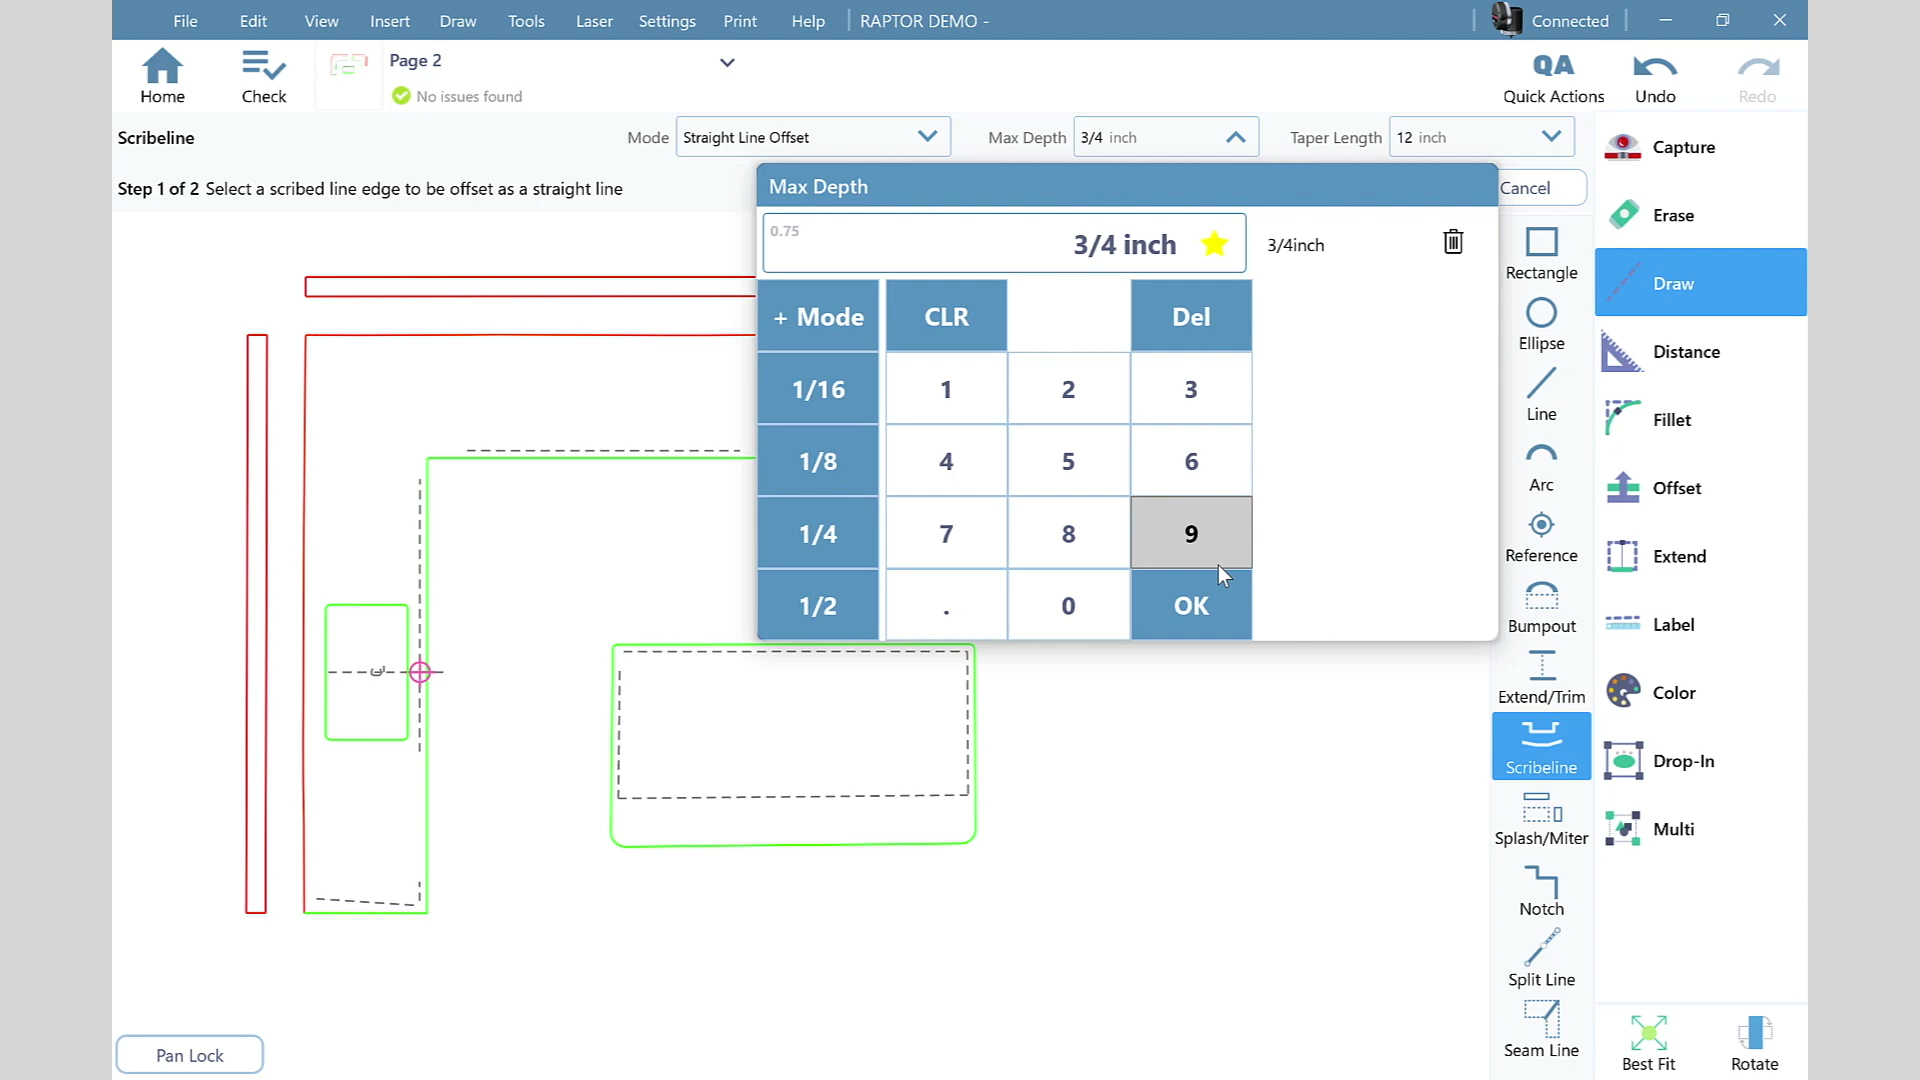 File Edit View Insert Draw Tools Laser Settings Print Help RAPTOR DEMO - Connected
Home
Check
Page 2
No issues found
QA
Quick Actions
Undo
Redo
Scribeline
Mode Straight Line Offset
Max Depth 3/4 inch
Taper Length 12 inch
Step 1 of 2 Select a scribed line edge to be offset as a straight line
Cancel
Max Depth
0.75
3/4 inch
3/4inch
+ Mode CLR Del
1/16 1 2 3
1/8 4 5 6
1/4 7 8 9
1/2 . 0 OK
Rectangle
Ellipse
Line
Arc
Reference
Bumpout
Extend/Trim
Scribeline
Splash/Miter
Notch
Split Line
Seam Line
Capture
Erase
Draw
Distance
Fillet
Offset
Extend
Label
Color
Drop-In
Multi
Best Fit
Rotate
Pan Lock